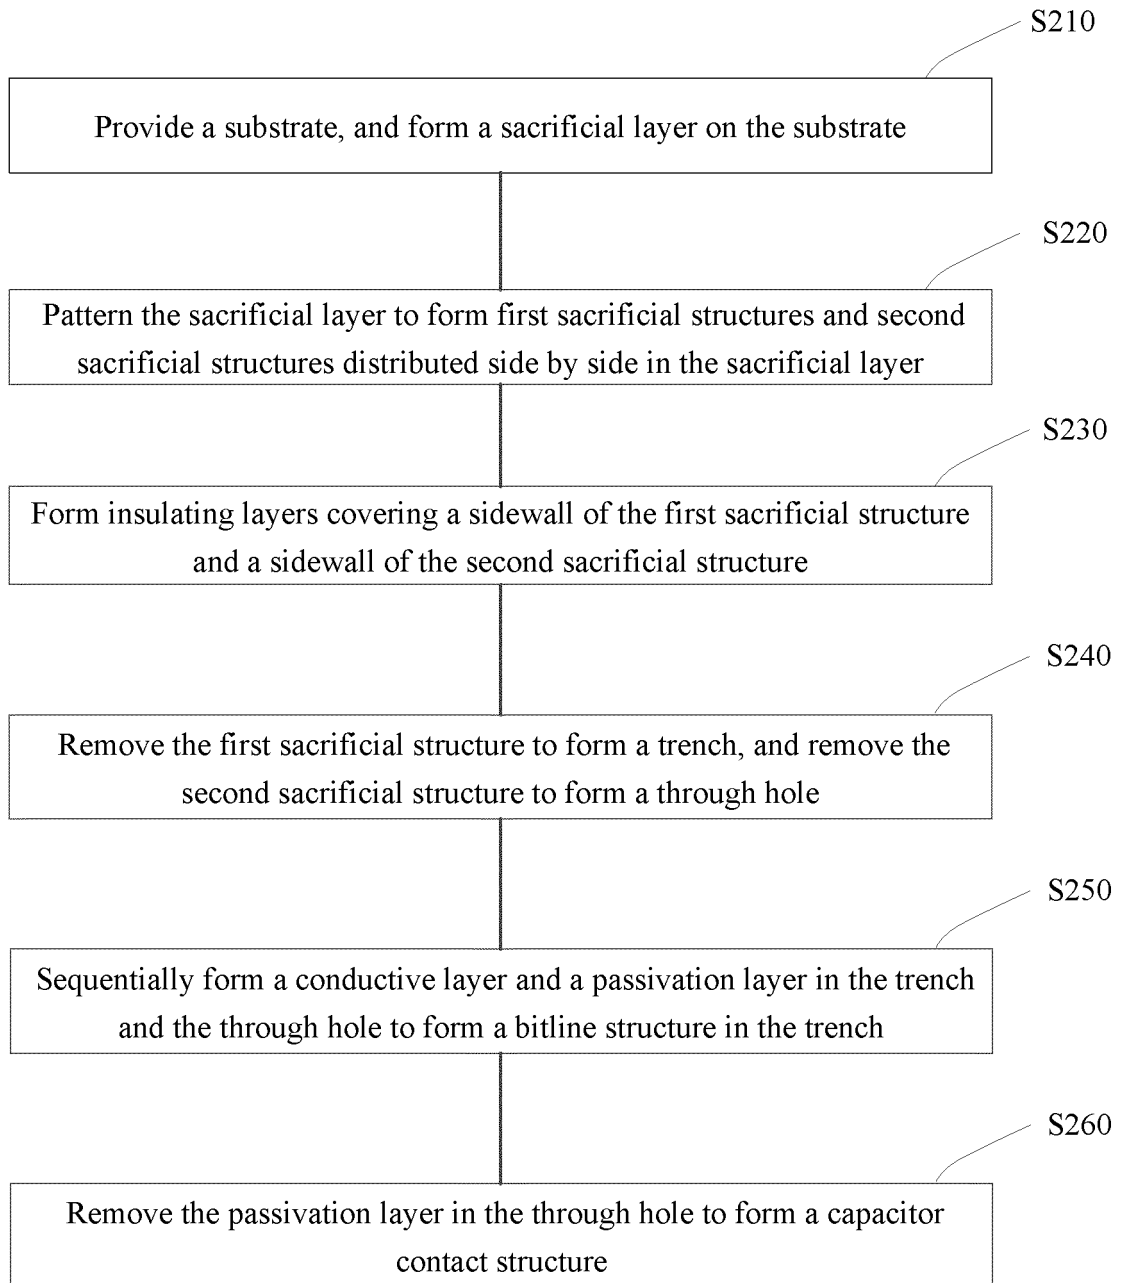 S210
Provide a substrate, and form a sacrificial layer on the substrate
S220
Pattern the sacrificial layer to form first sacrificial structures and second
sacrificial structures distributed side by side in the sacrificial layer
S230
Form insulating layers covering a sidewall of the first sacrificial structure
and a sidewall of the second sacrificial structure
S240
Remove the first sacrificial structure to form a trench, and remove the
second sacrificial structure to form a through hole
S250
Sequentially form a conductive layer and a passivation layer in the trench
and the through hole to form a bitline structure in the trench
S260
Remove the passivation layer in the through hole to form a capacitor
contact structure